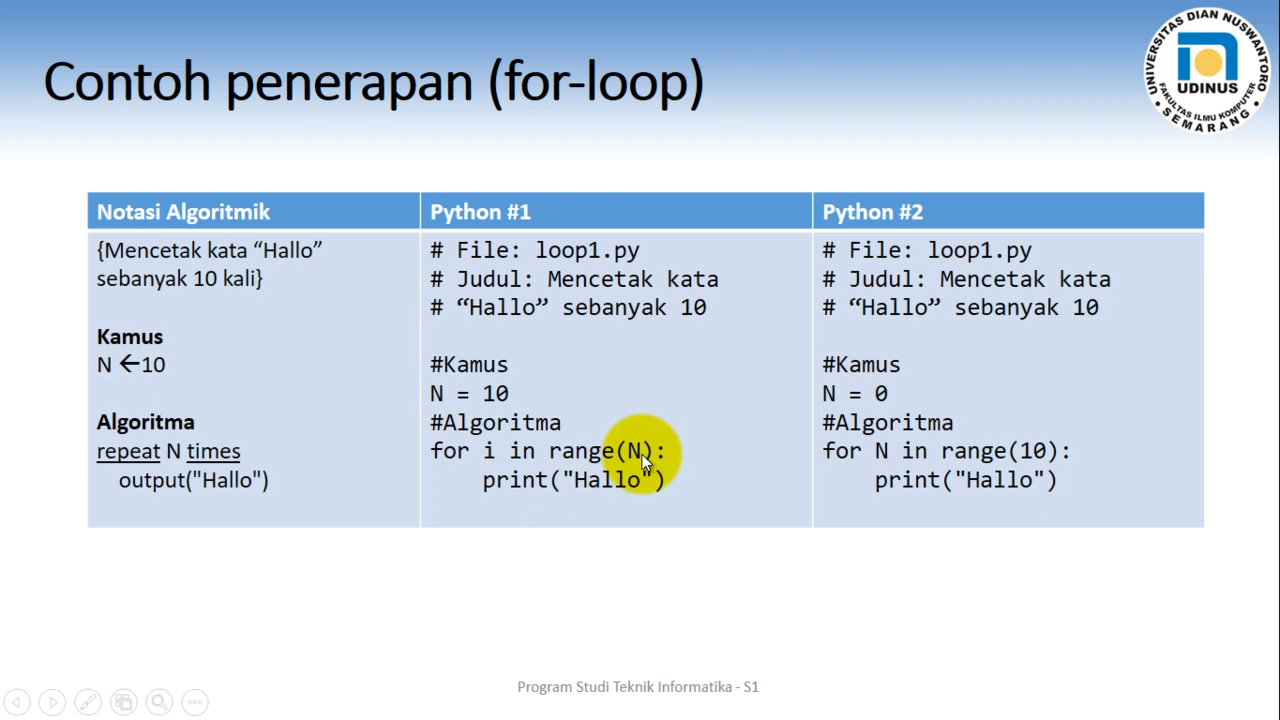 Contoh penerapan (for-loop)
UNIVERSITAS DIAN NUSWANTORO
UDINUS
FAKULTAS ILMU KOMPUTER
• SEMARANG •
Notasi Algoritmik
{Mencetak kata “Hallo”
sebanyak 10 kali}
Kamus
N 🡨10
Algoritma
repeat N times
output("Hallo")
Python #1
# File: loop1.py
# Judul: Mencetak kata
# “Hallo” sebanyak 10
#Kamus
N = 10
#Algoritma
for i in range(N):
print("Hallo")
Python #2
# File: loop1.py
# Judul: Mencetak kata
# “Hallo” sebanyak 10
#Kamus
N = 0
#Algoritma
for N in range(10):
print("Hallo")
Program Studi Teknik Informatika - S1